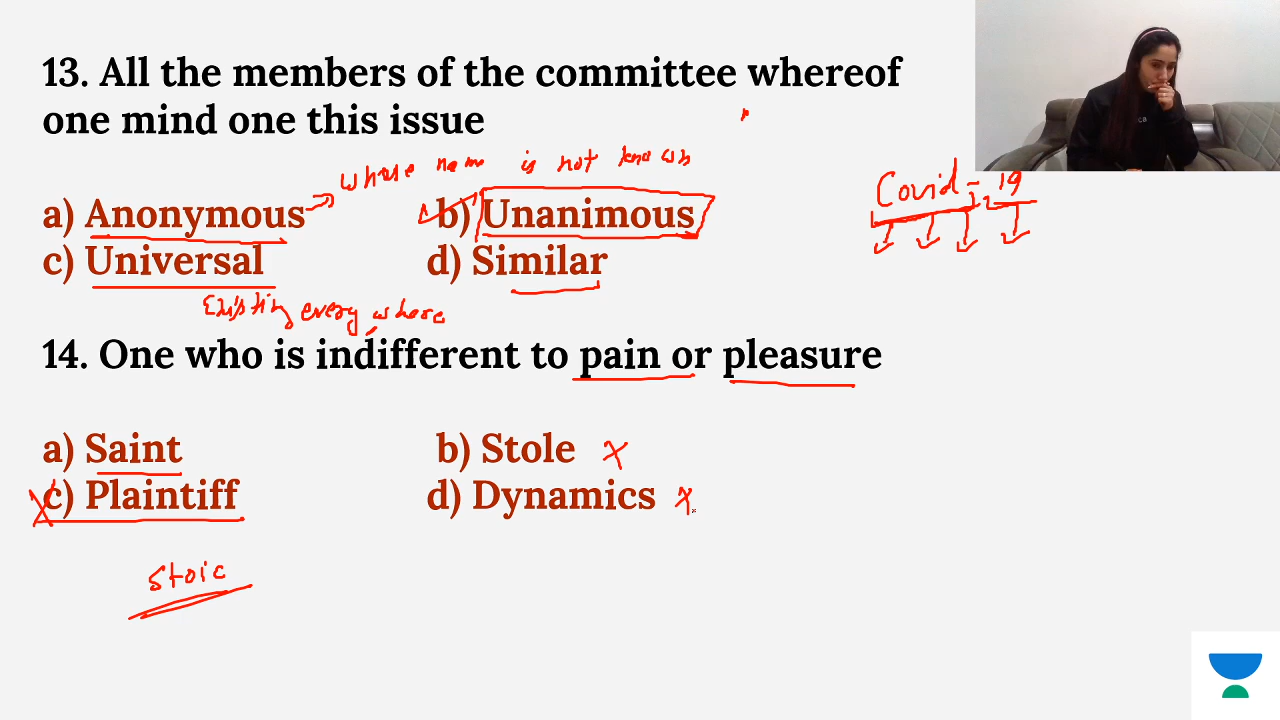 13. All the members of the committee whereof
one mind one this issue
whose name is not known
Covid-19
a) Anonymous b) Unanimous
c) Universal d) Similar
Existing every where
14. One who is indifferent to pain or pleasure
a) Saint b) Stole x
c) Plaintiff d) Dynamics x
Stoic